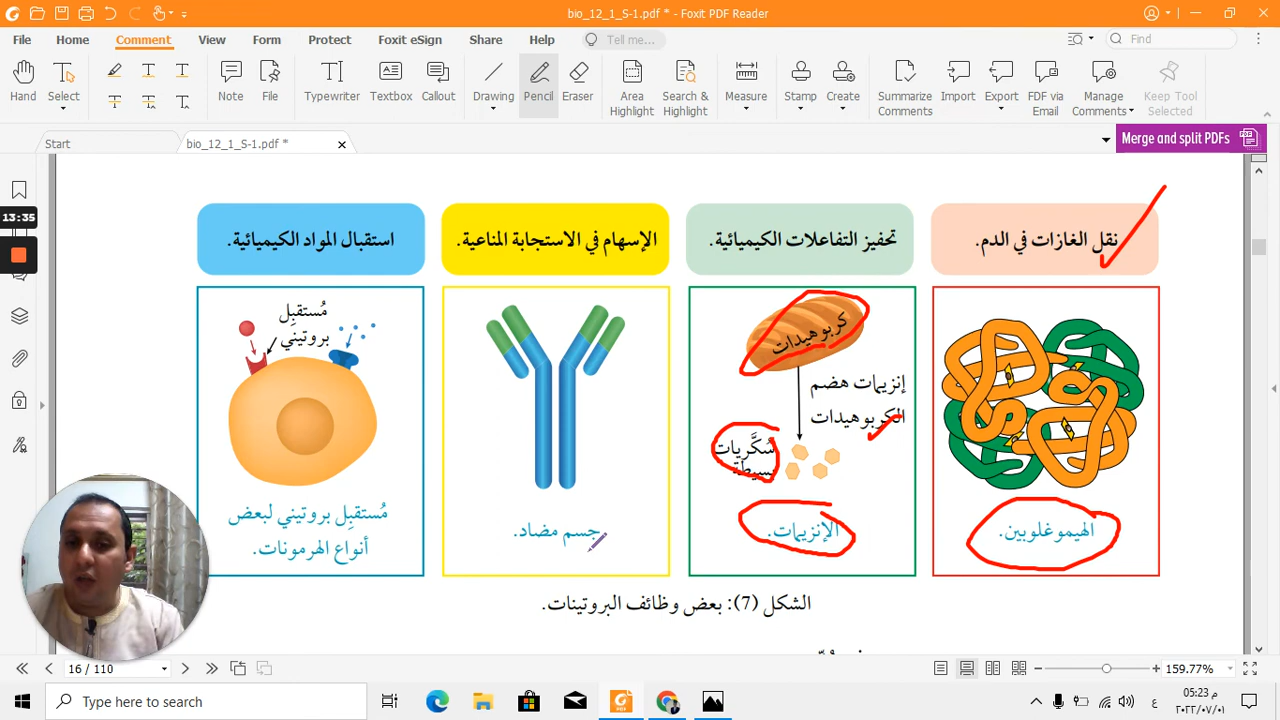 bio_12_1_S-1.pdf * - Foxit PDF Reader
File
Home
Comment
View
Form
Protect
Foxit eSign
Share
Help
Tell me...
Find
Hand
Select
Note
File
Typewriter
Textbox
Callout
Drawing
Pencil
Eraser
Area
Highlight
Search &
Highlight
Measure
Stamp
Create
Summarize
Comments
Import
Export
FDF via
Email
Manage
Comments
Keep Tool
Selected
Start
bio_12_1_S-1.pdf *
Merge and split PDFs
13:35
نقل الغازات في الدم.
تحفيز التفاعلات الكيميائية.
الإسهام في الاستجابة المناعية.
استقبال المواد الكيميائية.
الهيموغلوبين.
كربوهيدات
إنزيمات هضم
الكربوهيدات
سُكَّريات
بسيطة
الإنزيمات.
جسم مضاد.
مُستقبِل
بروتيني
مُستقبِل بروتيني لبعض
أنواع الهرمونات.
الشكل (7): بعض وظائف البروتينات.
16 / 110
159.77%
Type here to search
ع
05:23 م
٢٠٢٢/٠٧/٠١